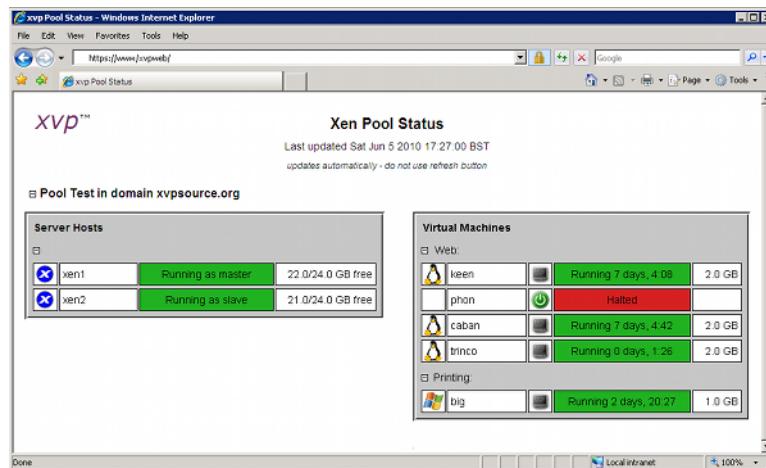 xvp Pool Status - Windows Internet Explorer
File Edit View Favorites Tools Help
https://www/xvpweb/
Google
xvp Pool Status
Page Tools
xvp™
Xen Pool Status
Last updated Sat Jun 5 2010 17:27:00 BST
updates automatically - do not use refresh button
Pool Test in domain xvpsource.org
Server Hosts
xen1 Running as master 22.0/24.0 GB free
xen2 Running as slave 21.0/24.0 GB free
Virtual Machines
Web:
keen Running 7 days, 4:08 2.0 GB
phon Halted
caban Running 7 days, 4:42 2.0 GB
trinco Running 0 days, 1:26 2.0 GB
Printing:
big Running 2 days, 20:27 1.0 GB
Done
Local intranet
100%